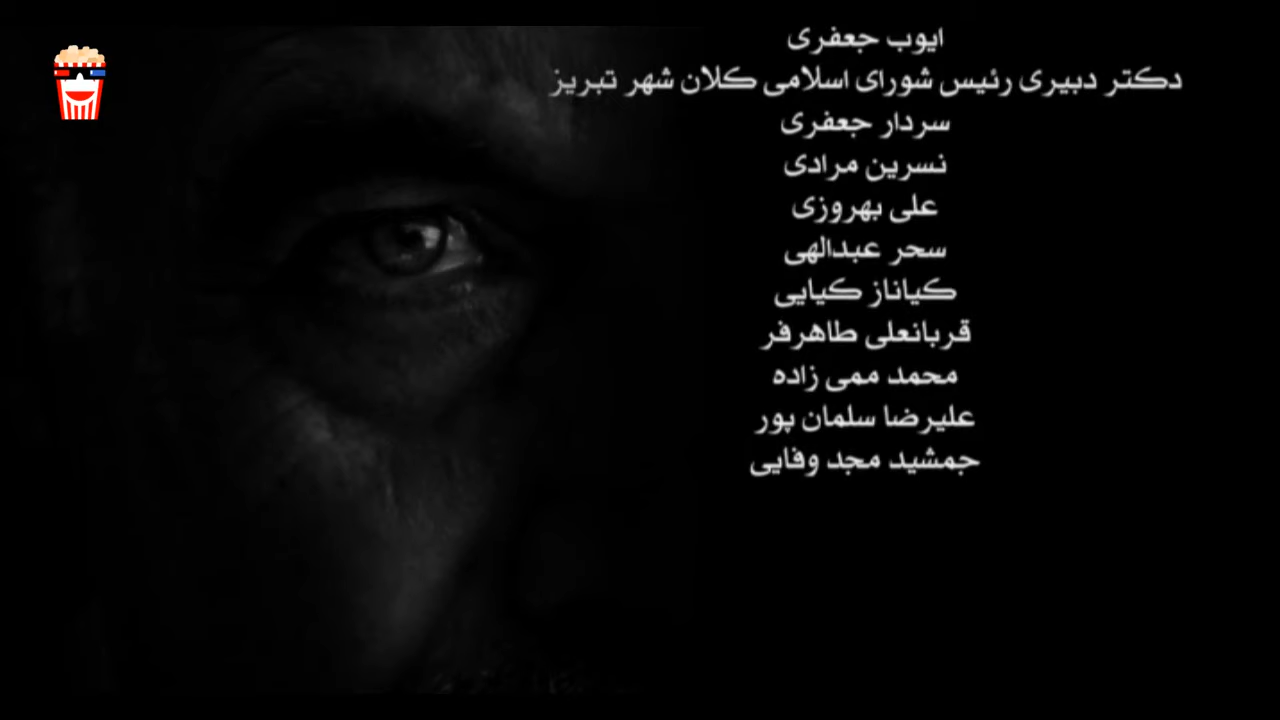 ایوب جعفری
دکتر دبیری رئیس شورای اسلامی کلان شهر تبریز
سردار جعفری
نسرین مرادی
علی بهروزی
سحر عبدالهی
کیاناز کیایی
قربانعلی طاهرفر
محمد ممی زاده
علیرضا سلمان پور
جمشید مجد وفایی